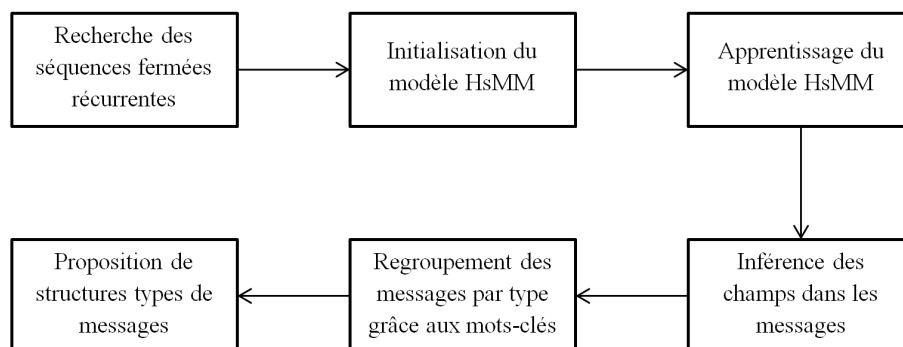 Recherche des
séquences fermées
récurrentes
Initialisation du
modèle HsMM
Apprentissage du
modèle HsMM
Inférence des
champs dans les
messages
Regroupement des
messages par type
grâce aux mots-clés
Proposition de
structures types de
messages